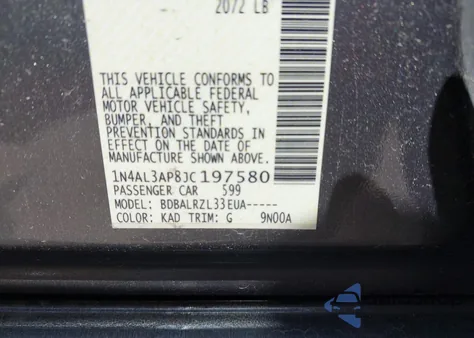 2072 LB
THIS VEHICLE CONFORMS TO
ALL APPLICABLE FEDERAL
MOTOR VEHICLE SAFETY,
BUMPER, AND THEFT
PREVENTION STANDARDS IN
EFFECT ON THE DATE OF
MANUFACTURE SHOWN ABOVE.
1N4AL3AP8JC197580
PASSENGER CAR 599
MODEL: BDBALRZL33EUA-----
COLOR: KAD TRIM: G 9N00A